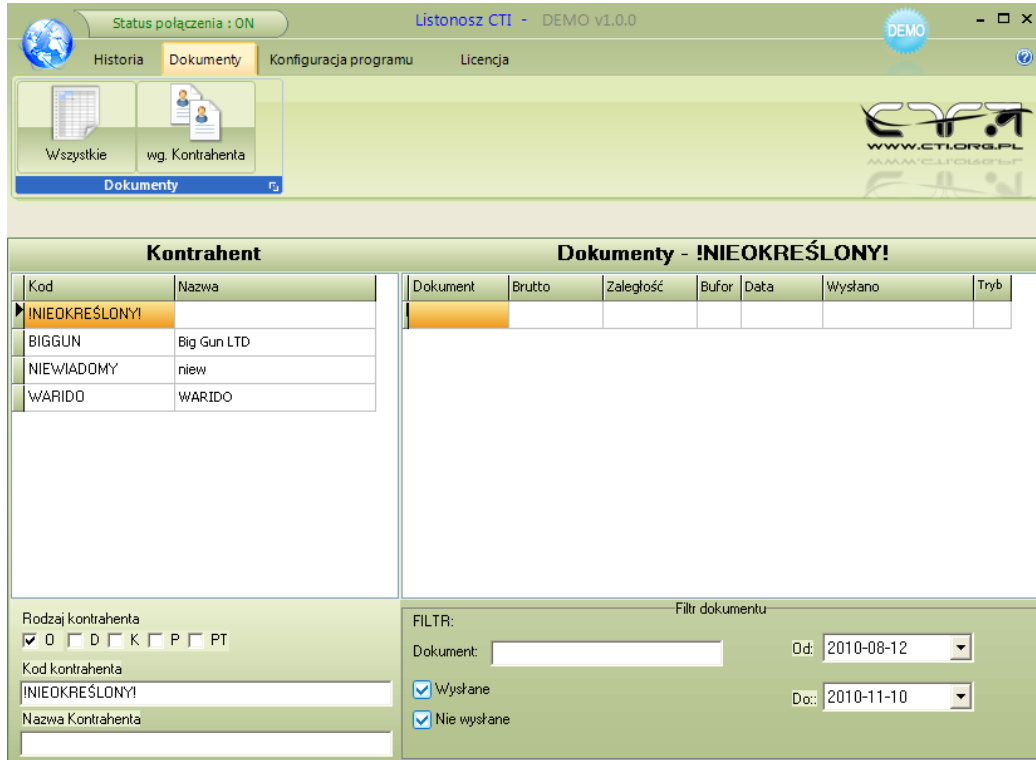 Status połączenia : ON
Listonosz CTI - DEMO v1.0.0
DEMO
Historia
Dokumenty
Konfiguracja programu
Licencja
Wszystkie
wg. Kontrahenta
Dokumenty
CTI
WWW.CTI.ORG.PL
Kontrahent
Kod Nazwa
!NIEOKREŚLONY!
BIGGUN Big Gun LTD
NIEWIADOMY niew
WARIDO WARIDO
Dokumenty - !NIEOKREŚLONY!
Dokument Brutto Zaległość Bufor Data Wysłano Tryb
Rodzaj kontrahenta
O D K P PT
Kod kontrahenta
!NIEOKREŚLONY!
Nazwa Kontrahenta
Filtr dokumentu
FILTR:
Dokument:
Wysłane
Nie wysłane
Od: 2010-08-12
Do:: 2010-11-10